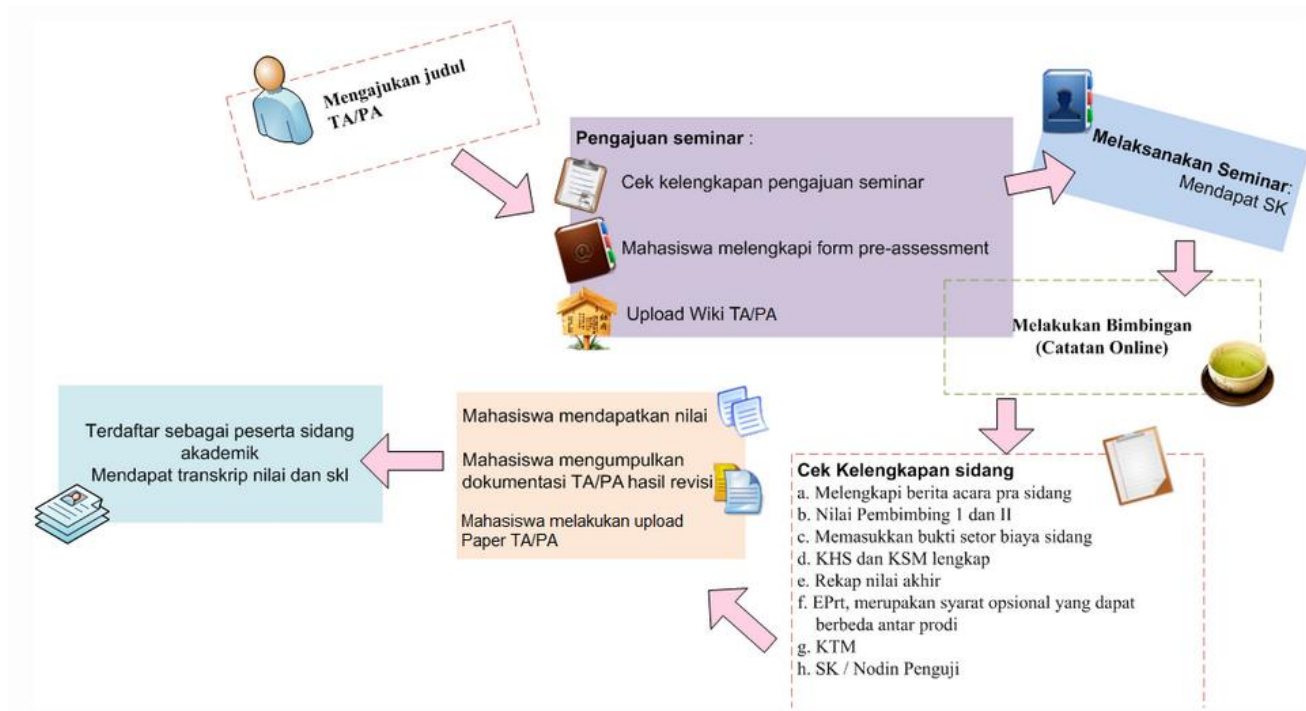 Mengajukan judul
TA/PA
Pengajuan seminar :
Cek kelengkapan pengajuan seminar
Mahasiswa melengkapi form pre-assessment
Upload Wiki TA/PA
Melaksanakan Seminar:
Mendapat SK
Melakukan Bimbingan
(Catatan Online)
Cek Kelengkapan sidang
a. Melengkapi berita acara pra sidang
b. Nilai Pembimbing 1 dan II
c. Memasukkan bukti setor biaya sidang
d. KHS dan KSM lengkap
e. Rekap nilai akhir
f. EPrt, merupakan syarat opsional yang dapat
berbeda antar prodi
g. KTM
h. SK / Nodin Penguji
Mahasiswa mendapatkan nilai
Mahasiswa mengumpulkan
dokumentasi TA/PA hasil revisi
Mahasiswa melakukan upload
Paper TA/PA
Terdaftar sebagai peserta sidang
akademik
Mendapat transkrip nilai dan skl